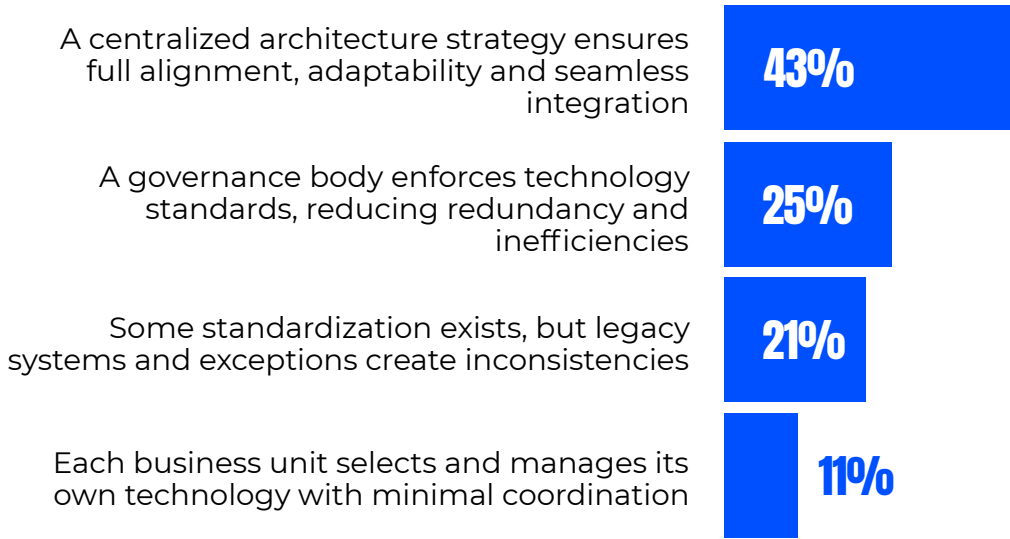 A centralized architecture strategy ensures
full alignment, adaptability and seamless
integration
43%
A governance body enforces technology
standards, reducing redundancy and
inefficiencies
25%
Some standardization exists, but legacy
systems and exceptions create inconsistencies
21%
Each business unit selects and manages its
own technology with minimal coordination
11%